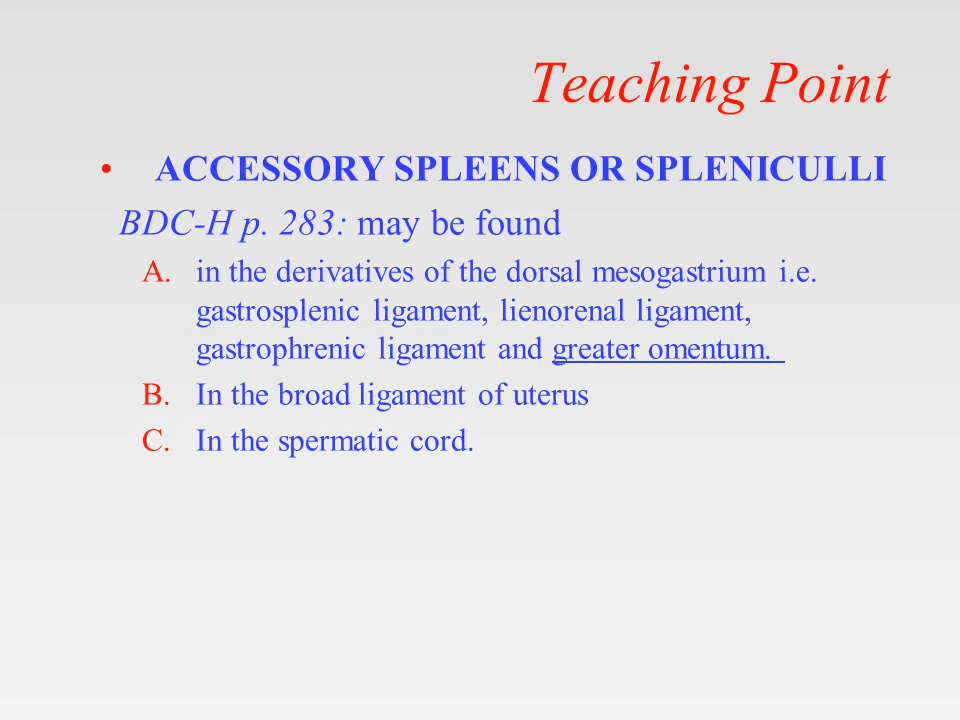 Teaching Point
• ACCESSORY SPLEENS OR SPLENICULLI
BDC-H p. 283: may be found
A. in the derivatives of the dorsal mesogastrium i.e.
gastrosplenic ligament, lienorenal ligament,
gastrophrenic ligament and greater omentum.
B. In the broad ligament of uterus
C. In the spermatic cord.